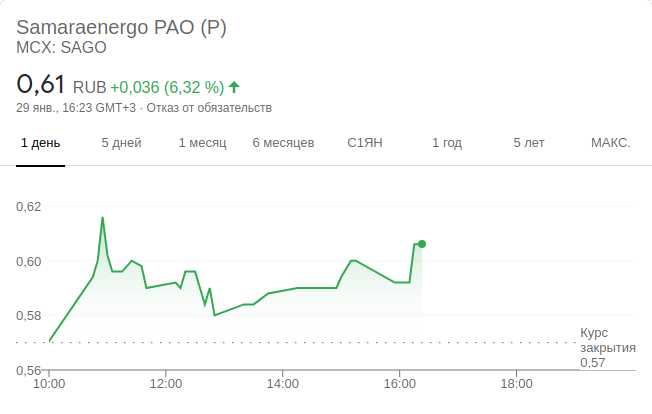 Samaraenergo PAO (P)
MCX: SAGO
0,61 RUB +0,036 (6,32 %)
29 янв., 16:23 GMT+3 · Отказ от обязательств
1 день 5 дней 1 месяц 6 месяцев С1ЯН 1 год 5 лет МАКС.
0,62
0,60
0,58
0,56
Курс
закрытия
0,57
10:00 12:00 14:00 16:00 18:00